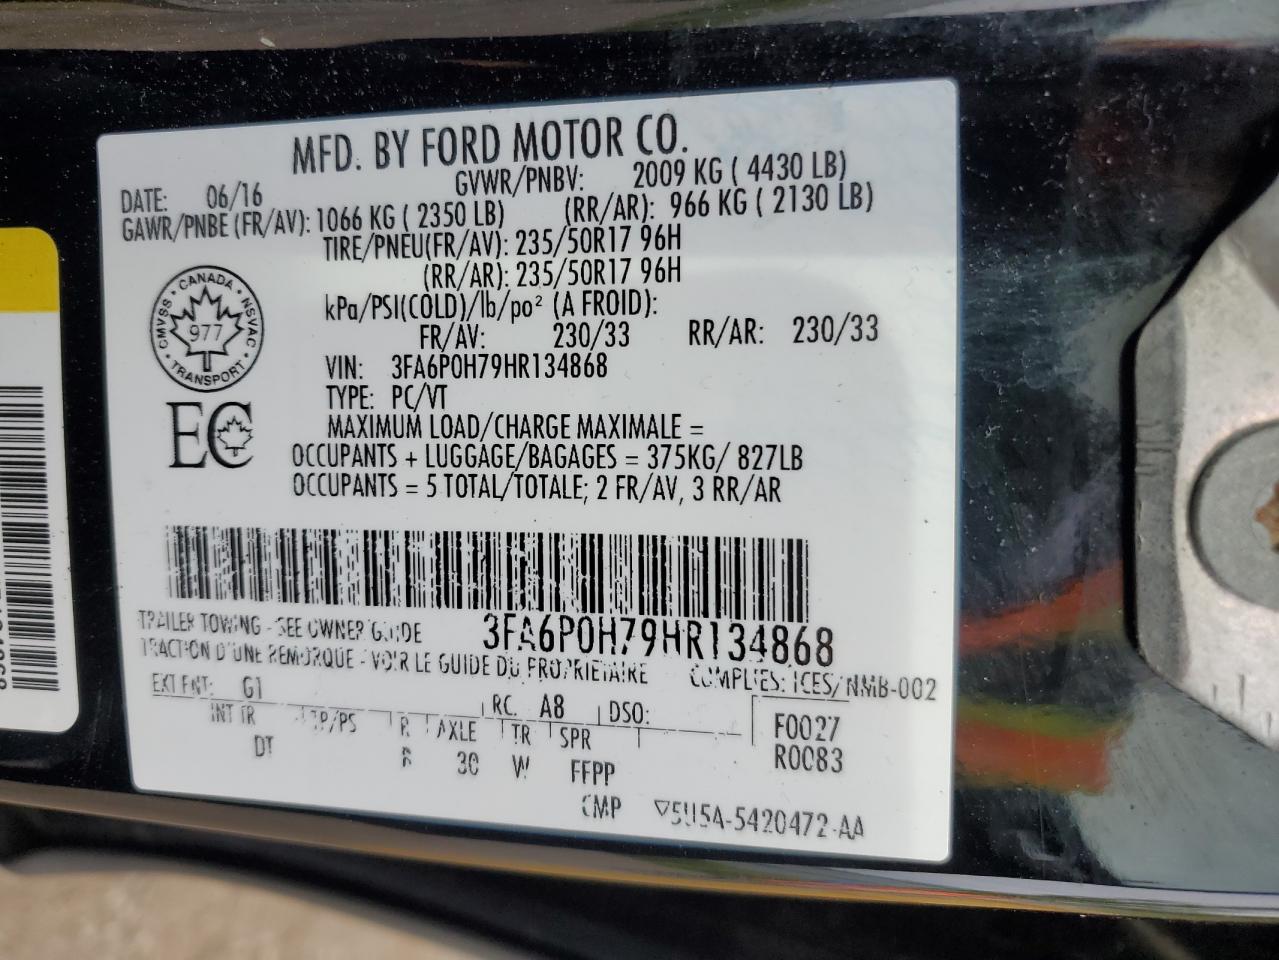 MFD. BY FORD MOTOR CO.
DATE: 06/16 GVWR/PNBV: 2009 KG ( 4430 LB)
GAWR/PNBE (FR/AV): 1066 KG ( 2350 LB) (RR/AR): 966 KG ( 2130 LB)
TIRE/PNEU(FR/AV): 235/50R17 96H
(RR/AR): 235/50R17 96H
kPa/PSI(COLD)/lb/po² (A FROID):
FR/AV: 230/33 RR/AR: 230/33
VIN: 3FA6P0H79HR134868
TYPE: PC/VT
MAXIMUM LOAD/CHARGE MAXIMALE =
OCCUPANTS + LUGGAGE/BAGAGES = 375KG/ 827LB
OCCUPANTS = 5 TOTAL/TOTALE; 2 FR/AV, 3 RR/AR
CMVSS · CANADA · NSVAC · TRANSPORT ·
977
EC
3FA6P0H79HR134868
TRAILER TOWING - SEE OWNER GUIDE
TRACTION D'UNE REMORQUE - VOIR LE GUIDE DU PROPRIETAIRE
COMPLIES: ICES/NMB-002
EXT PNT: G1 RC: A8 DSO: F0027
INT TR TP/PS R AXLE TR SPR R0083
DT 30 W FFPP
CMP ▽5U5A-5420472-AA